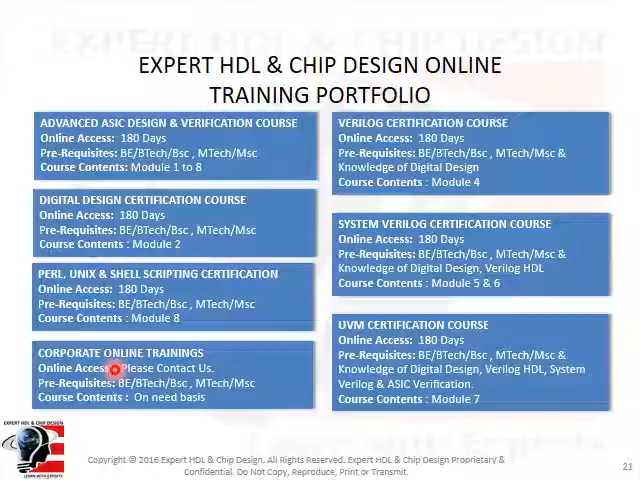 EXPERT HDL & CHIP DESIGN ONLINE
TRAINING PORTFOLIO
ADVANCED ASIC DESIGN & VERIFICATION COURSE
Online Access: 180 Days
Pre-Requisites: BE/BTech/Bsc , MTech/Msc
Course Contents: Module 1 to 8
DIGITAL DESIGN CERTIFICATION COURSE
Online Access: 180 Days
Pre-Requisites: BE/BTech/Bsc , MTech/Msc
Course Contents : Module 2
PERL, UNIX & SHELL SCRIPTING CERTIFICATION
Online Access: 180 Days
Pre-Requisites: BE/BTech/Bsc , MTech/Msc
Course Contents : Module 8
CORPORATE ONLINE TRAININGS
Online Access: Please Contact Us.
Pre-Requisites: BE/BTech/Bsc , MTech/Msc
Course Contents : On need basis
VERILOG CERTIFICATION COURSE
Online Access: 180 Days
Pre-Requisites: BE/BTech/Bsc , MTech/Msc &
Knowledge of Digital Design
Course Contents : Module 4
SYSTEM VERILOG CERTIFICATION COURSE
Online Access: 180 Days
Pre-Requisites: BE/BTech/Bsc , MTech/Msc &
Knowledge of Digital Design, Verilog HDL
Course Contents : Module 5 & 6
UVM CERTIFICATION COURSE
Online Access: 180 Days
Pre-Requisites: BE/BTech/Bsc , MTech/Msc &
Knowledge of Digital Design, Verilog HDL, System
Verilog & ASIC Verification.
Course Contents : Module 7
EXPERT HDL & CHIP DESIGN
LEARN WITH EXPERTS
Copyright © 2016 Expert HDL & Chip Design. All Rights Reserved. Expert HDL & Chip Design Proprietary &
Confidential. Do Not Copy, Reproduce, Print or Transmit.
21
EXPERT HDL & CHIP DESIGN
Learn with Experts